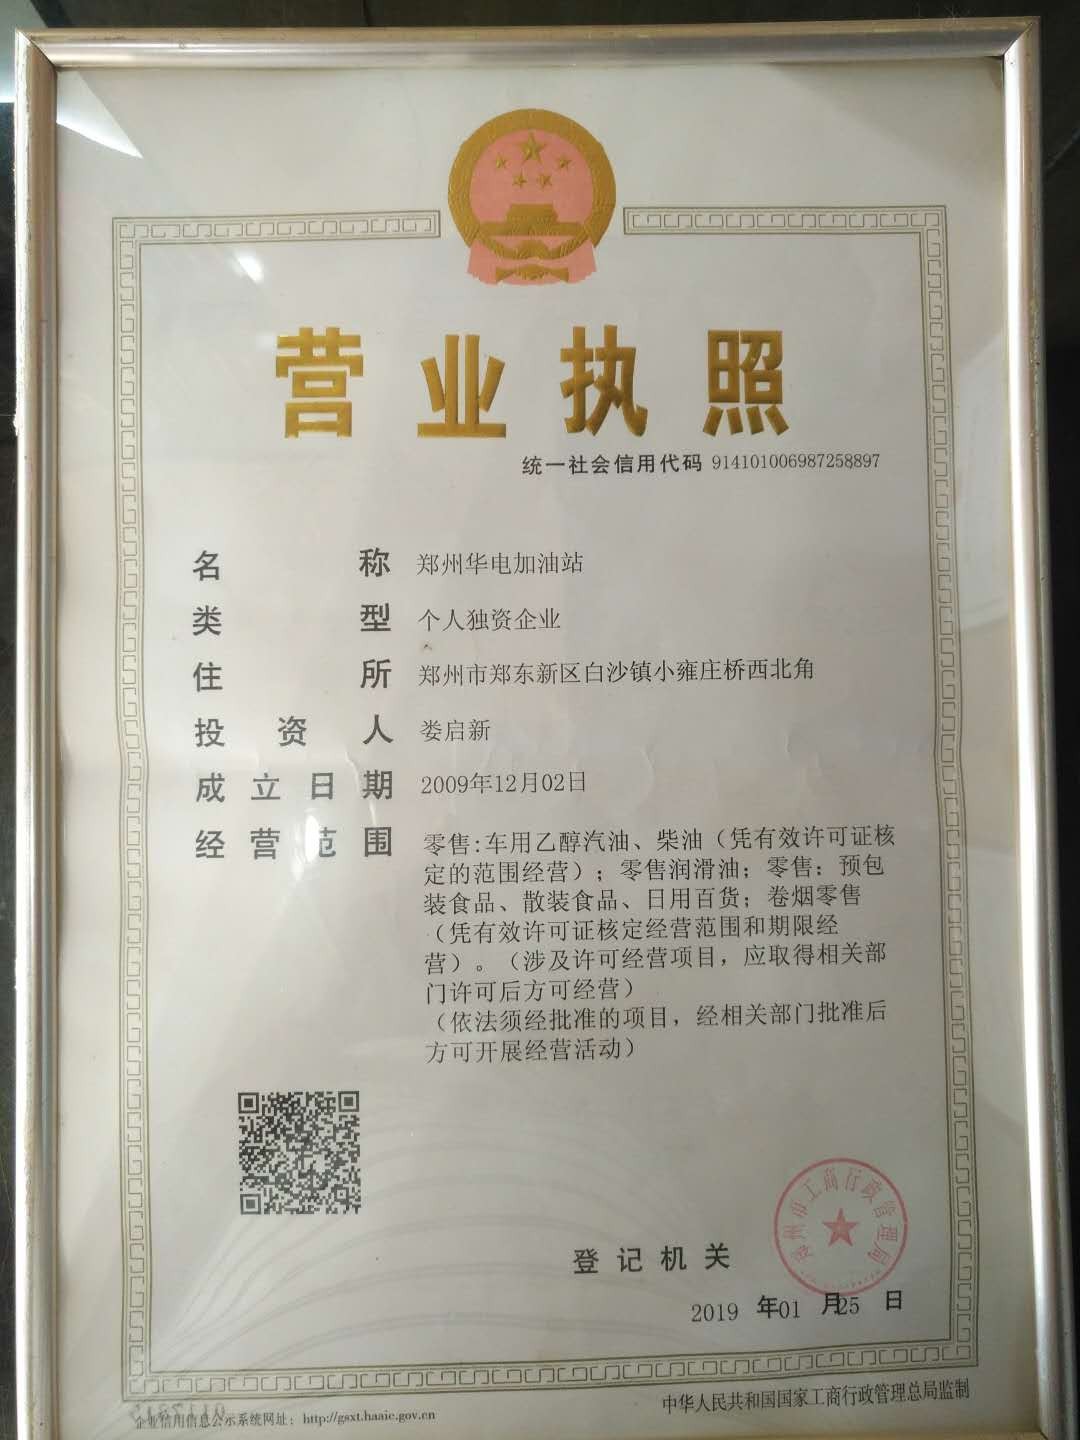 营业执照
统一社会信用代码 914101006987258897
名称 郑州华电加油站
类型 个人独资企业
住所 郑州市郑东新区白沙镇小雍庄桥西北角
投资人 娄启新
成立日期 2009年12月02日
经营范围 零售:车用乙醇汽油、柴油（凭有效许可证核
定的范围经营）；零售润滑油；零售：预包
装食品、散装食品、日用百货；卷烟零售
（凭有效许可证核定经营范围和期限经
营）。（涉及许可经营项目，应取得相关部
门许可后方可经营）
（依法须经批准的项目，经相关部门批准后
方可开展经营活动）
郑州市工商行政管理局
登记机关
2019 年01 月25 日
企业信用信息公示系统网址：http://gsxt.haaic.gov.cn
中华人民共和国国家工商行政管理总局监制